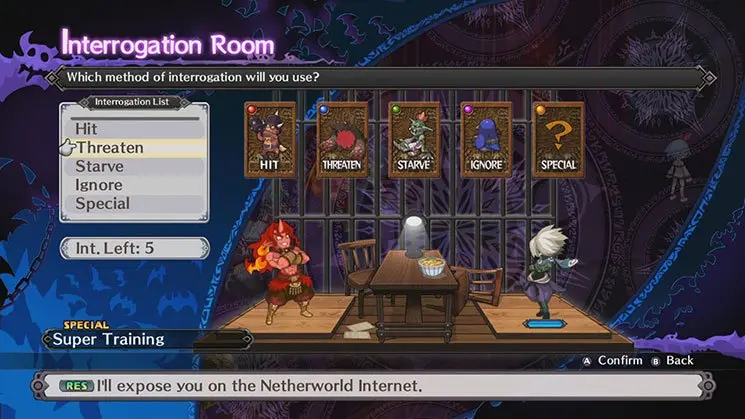 Interrogation Room
Which method of interrogation will you use?
Interrogation List
Hit
Threaten
Starve
Ignore
Special
HIT
THREATEN
STARVE
IGNORE
?
SPECIAL
Int. Left: 5
SPECIAL
Super Training
A Confirm B Back
RES I'll expose you on the Netherworld Internet.